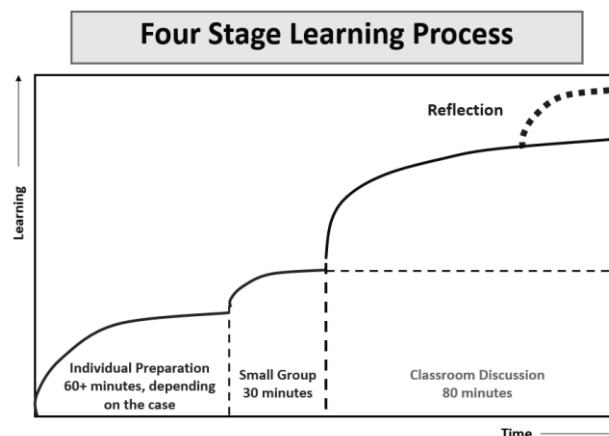 Four Stage Learning Process
Reflection
Learning
Individual Preparation
60+ minutes, depending
on the case
Small Group
30 minutes
Classroom Discussion
80 minutes
Time